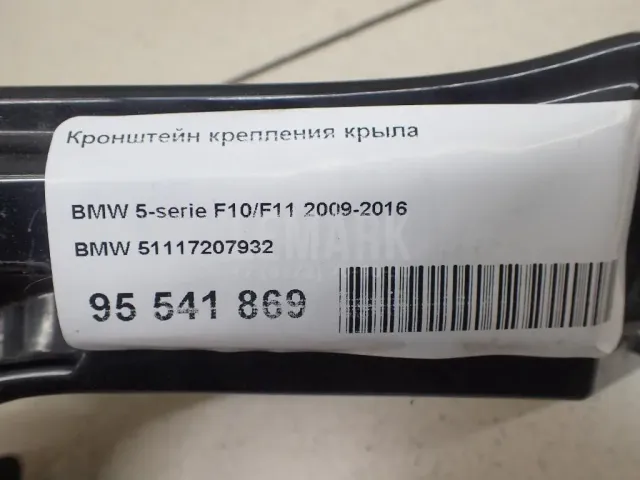 Кронштейн крепления крыла
BMW 5-serie F10/F11 2009-2016
BMW 51117207932
95 541 869